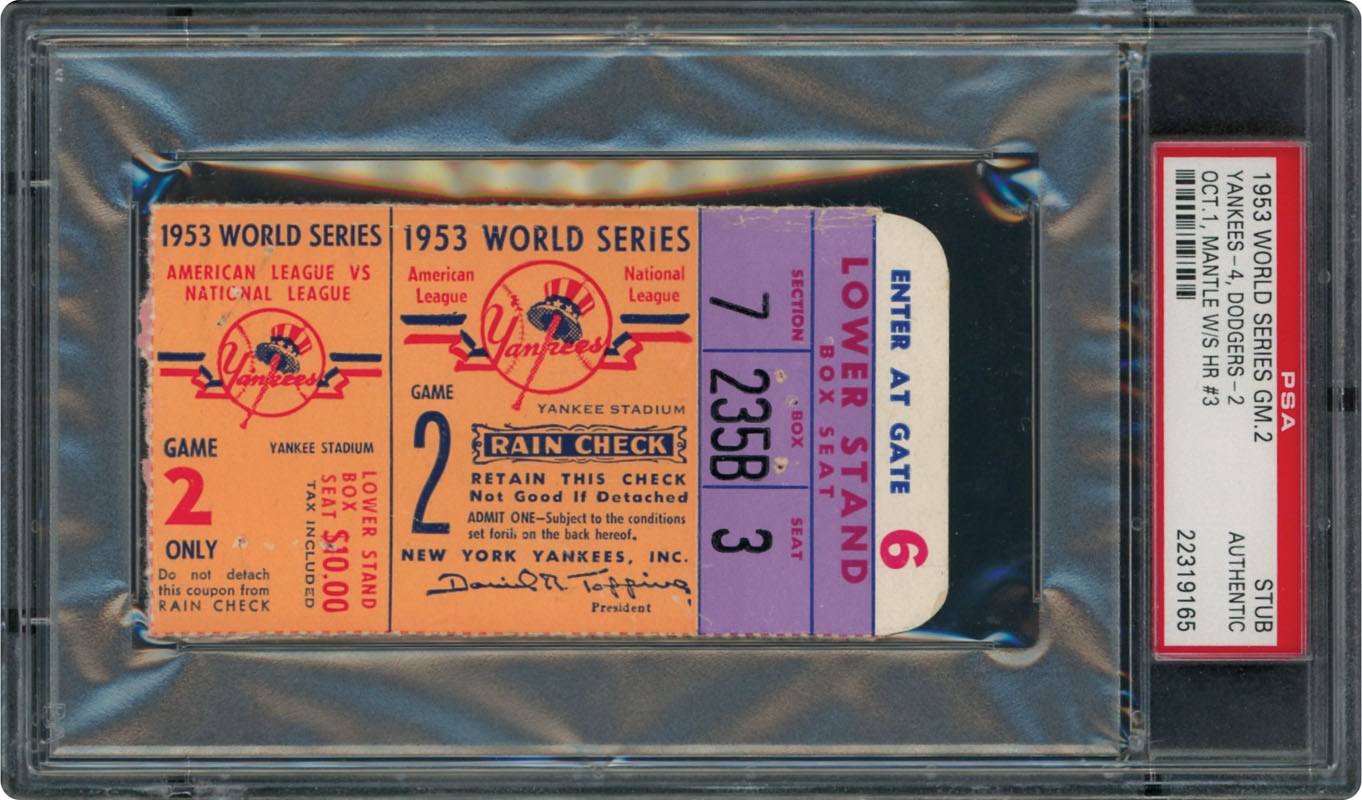 1953 WORLD SERIES
AMERICAN LEAGUE VS
NATIONAL LEAGUE
Yankees
GAME
2
ONLY
YANKEE STADIUM
LOWER STAND
BOX
SEAT $10.00
TAX INCLUDED
Do not detach
this coupon from
RAIN CHECK
1953 WORLD SERIES
American
League
National
League
Yankees
GAME
2
YANKEE STADIUM
RAIN CHECK
RETAIN THIS CHECK
Not Good If Detached
ADMIT ONE—Subject to the conditions
set forth on the back hereof.
NEW YORK YANKEES, INC.
Daniel R. Topping
President
SECTION
7
BOX
235B
SEAT
3
LOWER STAND
BOX SEAT
ENTER AT GATE 6
PSA
1953 WORLD SERIES GM.2 STUB
YANKEES-4, DODGERS-2 AUTHENTIC
OCT.1, MANTLE W/S HR #3
22319165